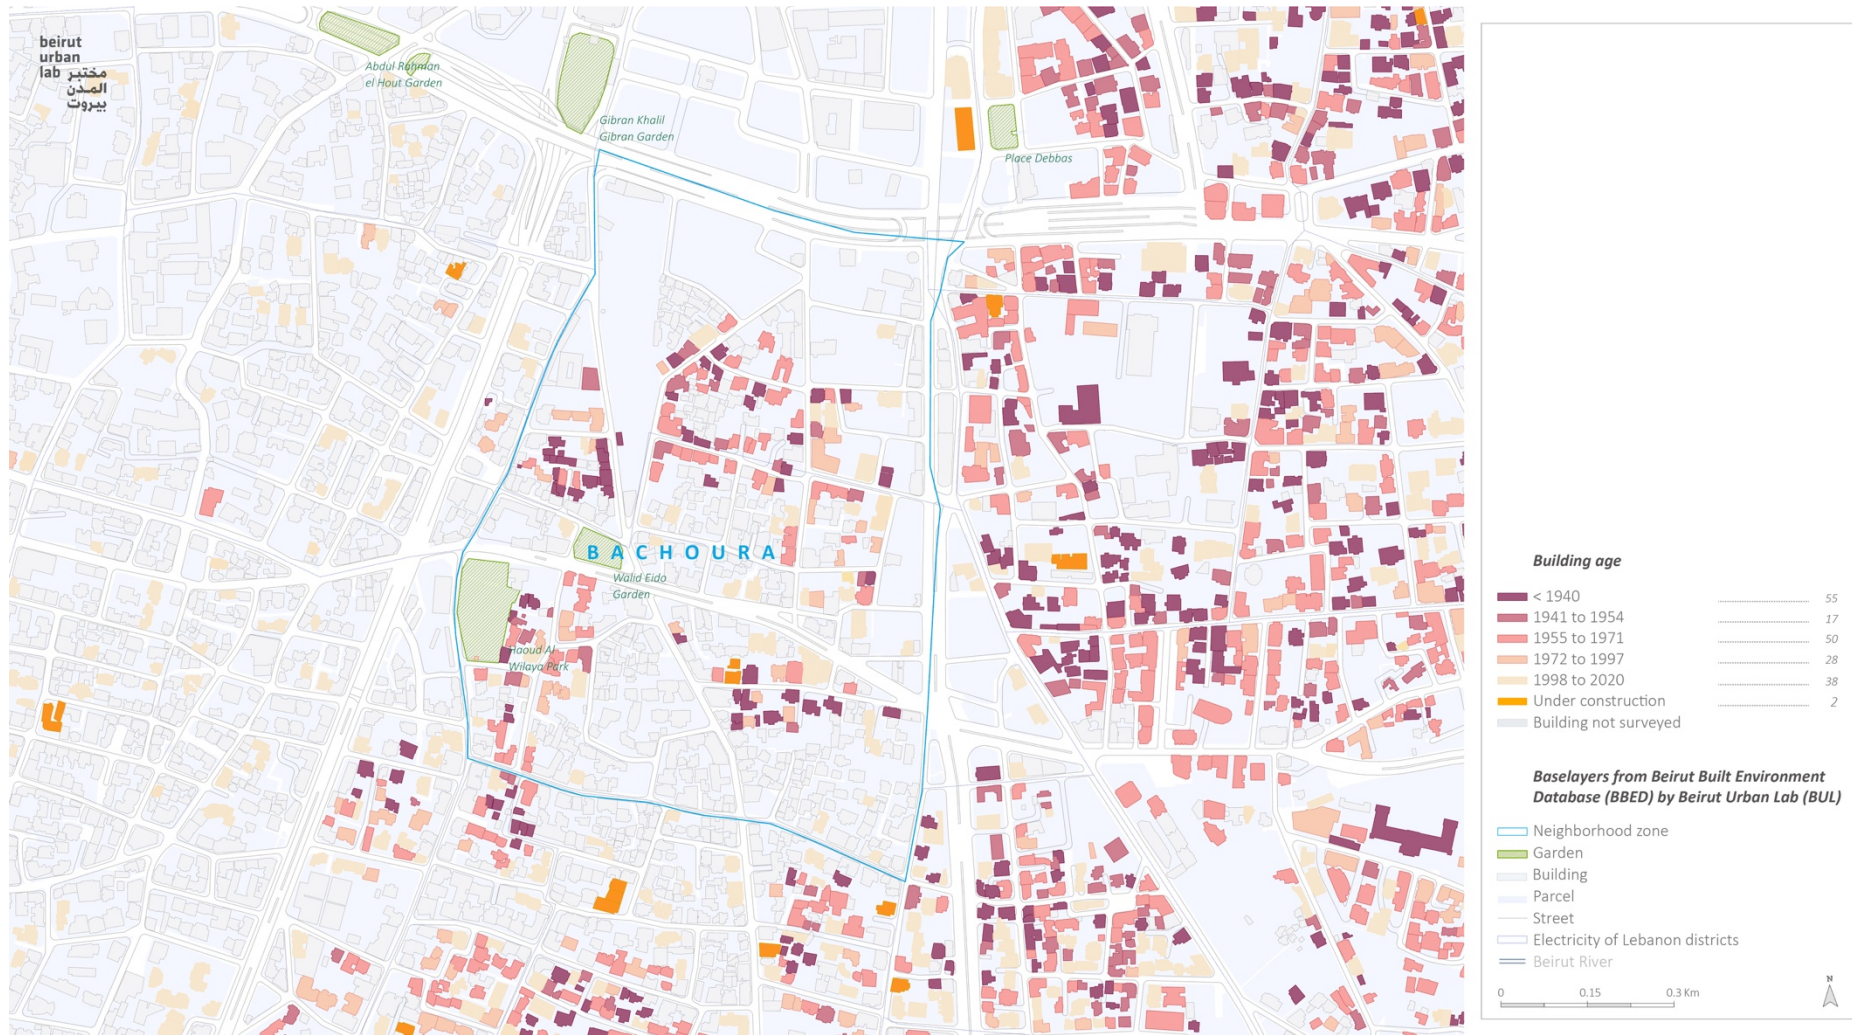 beirut
urban
lab مختبر
المدن
بيروت
Abdul Rahman
el Hout Garden
Gibran Khalil
Gibran Garden
Place Debbas
BACHOURA
Walid Eido
Garden
Haoud Al
Wilaya Park
Building age
< 1940 55
1941 to 1954 17
1955 to 1971 50
1972 to 1997 28
1998 to 2020 38
Under construction 2
Building not surveyed
Baselayers from Beirut Built Environment
Database (BBED) by Beirut Urban Lab (BUL)
Neighborhood zone
Garden
Building
Parcel
Street
Electricity of Lebanon districts
Beirut River
0 0.15 0.3 Km
N